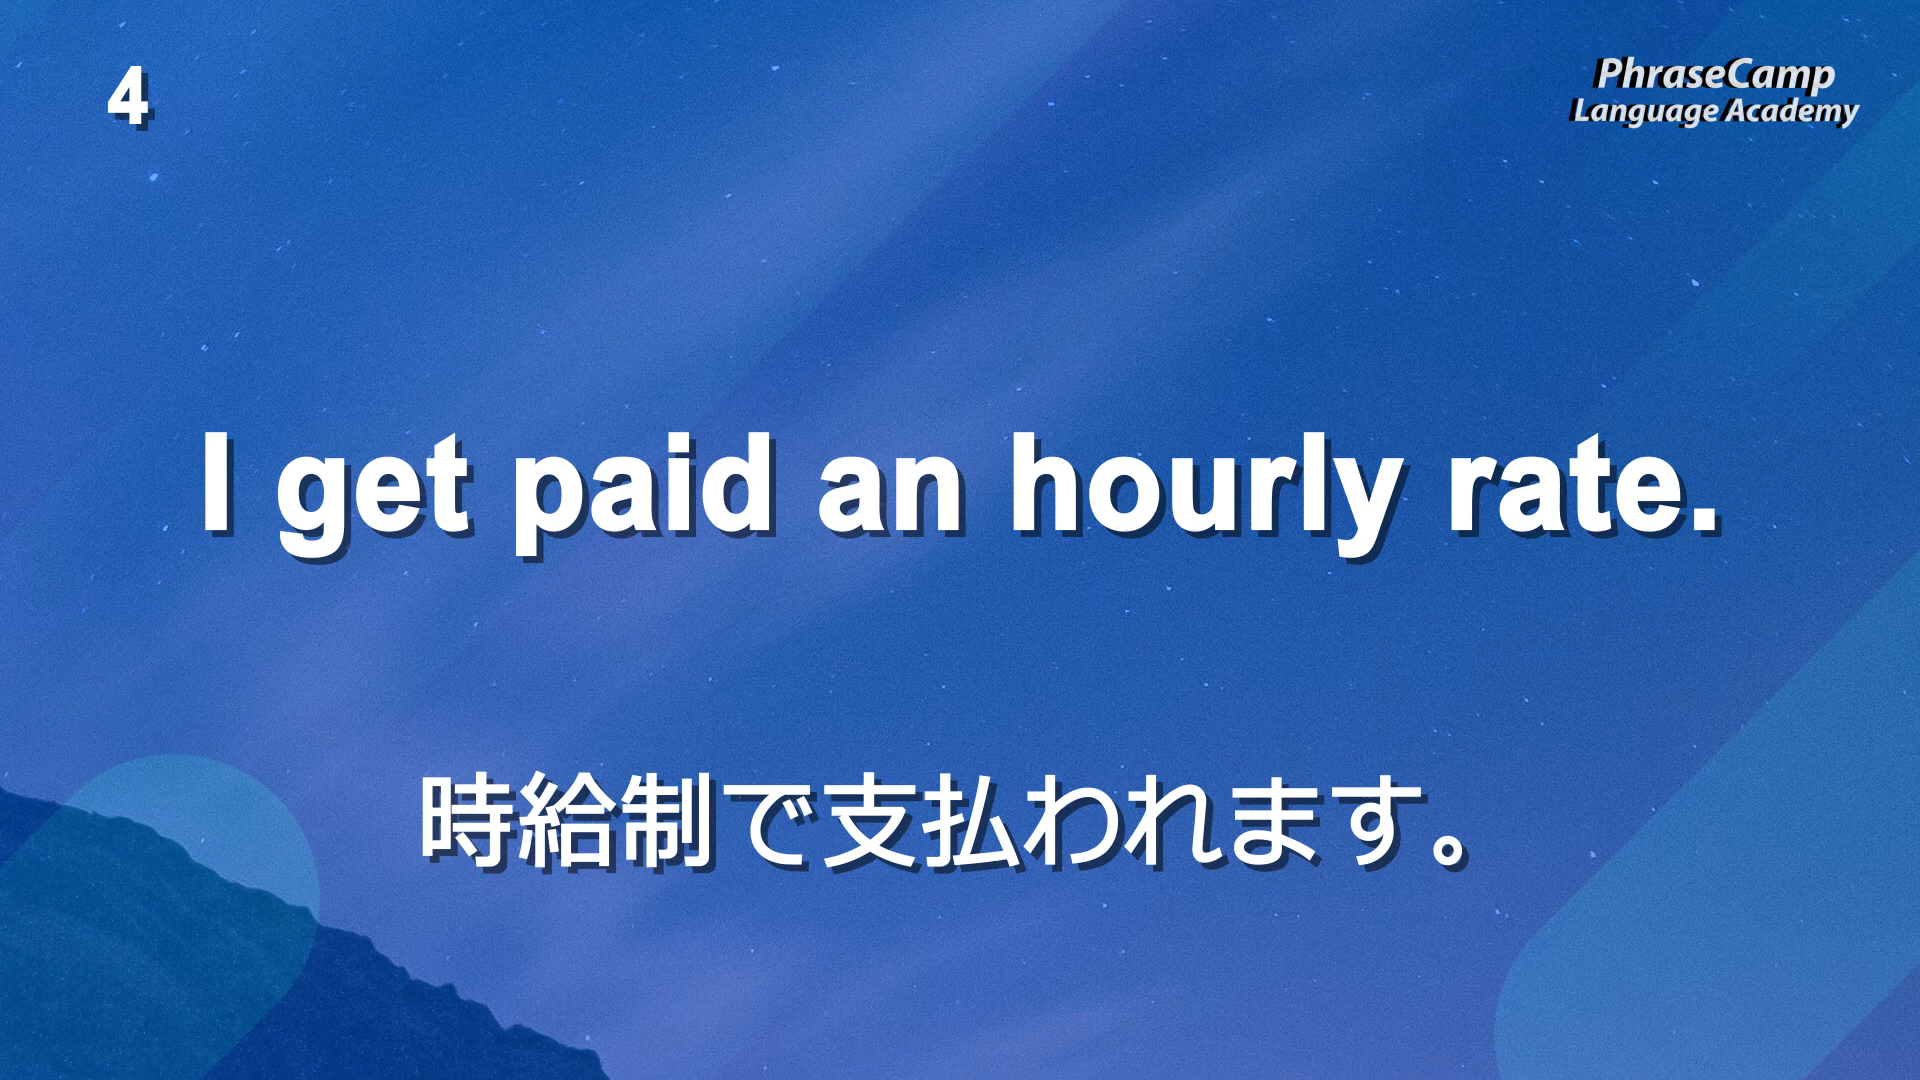 4
PhraseCamp
Language Academy
I get paid an hourly rate.
時給制で支払われます。